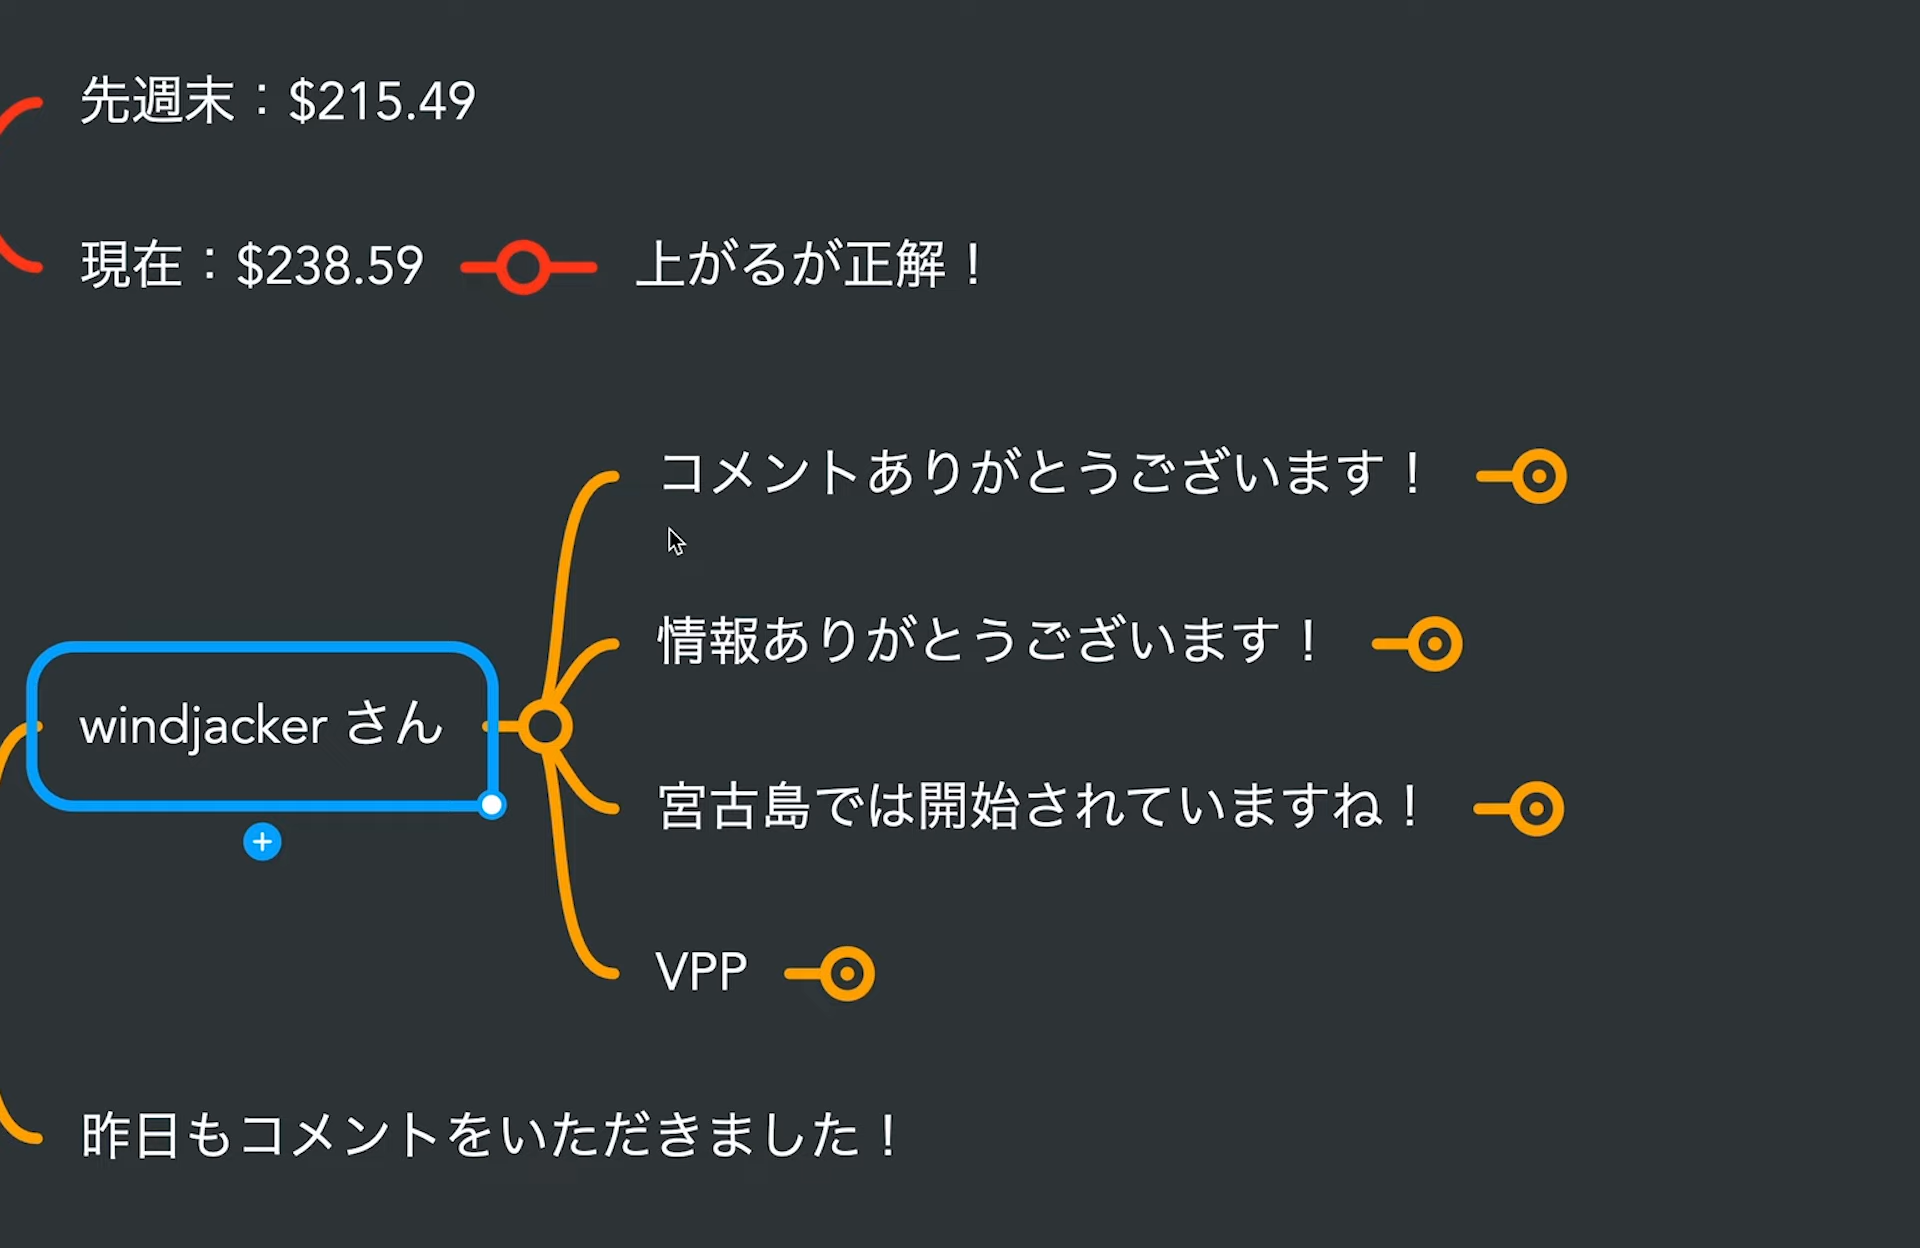 先週末：$215.49
現在：$238.59
上がるが正解！
コメントありがとうございます！
情報ありがとうございます！
windjacker さん
宮古島では開始されていますね！
VPP
昨日もコメントをいただきました！